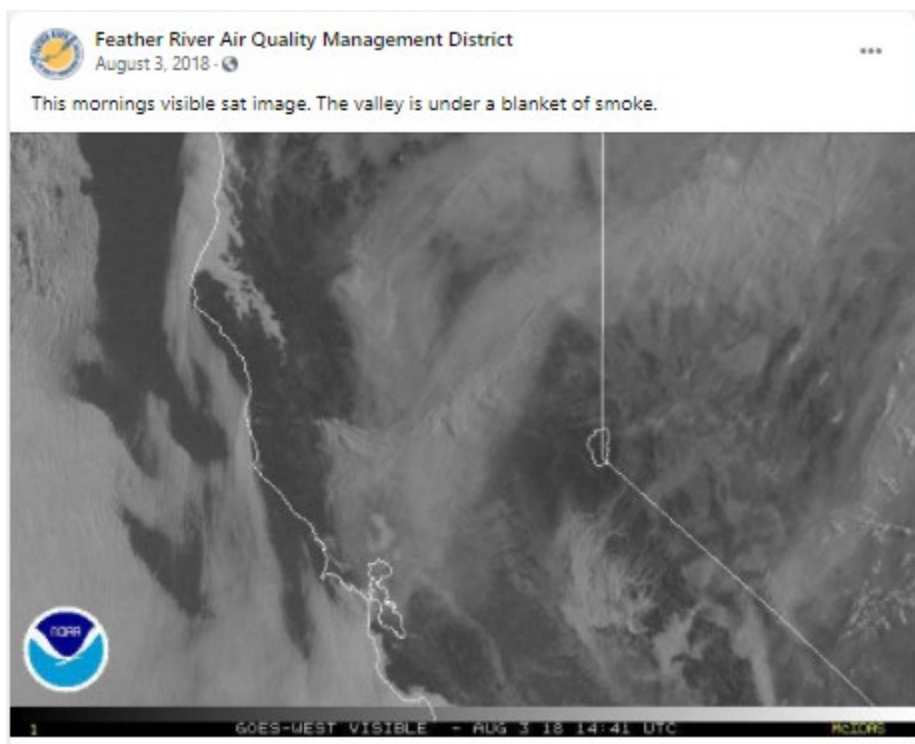 Feather River Air Quality Management District
August 3, 2018 ·
This mornings visible sat image. The valley is under a blanket of smoke.
NOAA
1 GOES-WEST VISIBLE - AUG 3 18 14:41 UTC McIDAS